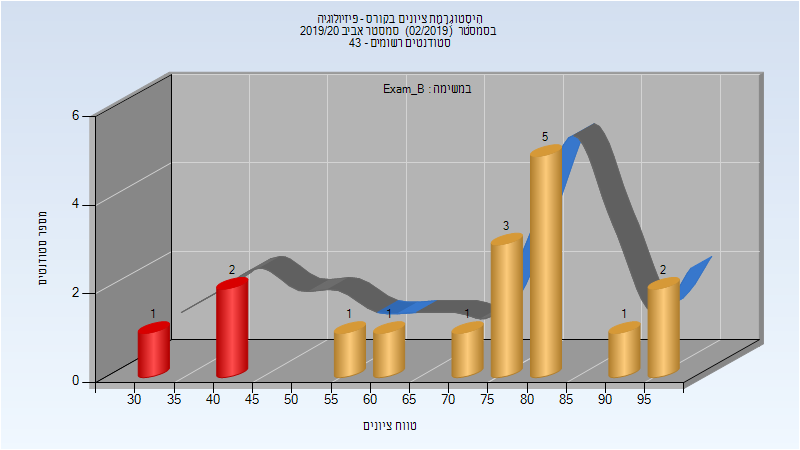 היסטוגרמת ציונים בקורס - פיזיולוגיה
בסמסטר (02/2019) סמסטר אביב 2019/20
סטודנטים רשומים - 43
במשימה : Exam_B
מספר סטודנטים
6
4
2
0
1
2
1
1
1
3
5
1
2
30 35 40 45 50 55 60 65 70 75 80 85 90 95
טווח ציונים